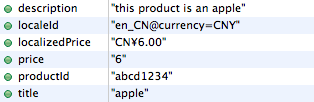 description "this product is an apple"
localeId "en_CN@currency=CNY"
localizedPrice "CN¥6.00"
price "6"
productId "abcd1234"
title "apple"